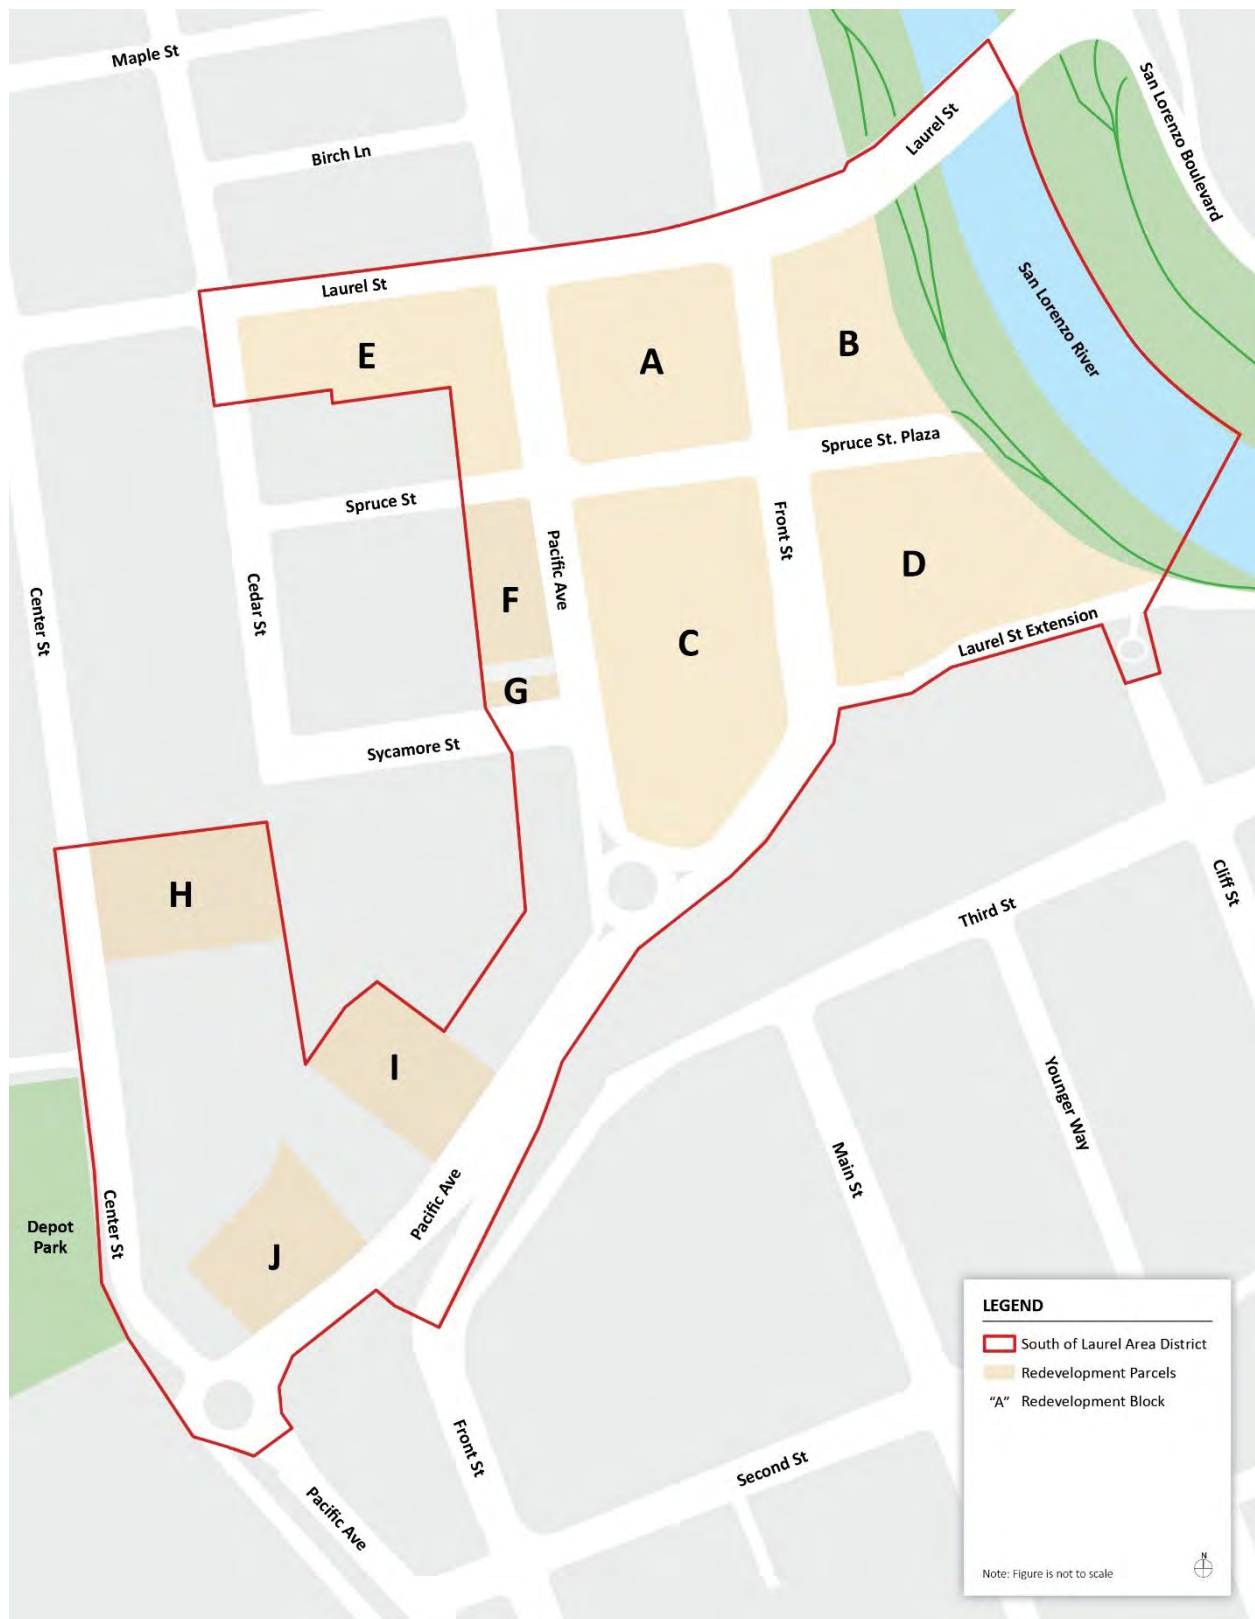 Maple St
Birch Ln
Laurel St
San Lorenzo Boulevard
Laurel St
San Lorenzo River
E
A
B
Spruce St. Plaza
Spruce St
Front St
Pacific Ave
D
Center St
Cedar St
F
C
Laurel St Extension
G
Sycamore St
H
Cliff St
Third St
I
Younger Way
Main St
Pacific Ave
Center St
Depot
Park
J
Front St
Second St
Pacific Ave
LEGEND
South of Laurel Area District
Redevelopment Parcels
“A” Redevelopment Block
N
Note: Figure is not to scale